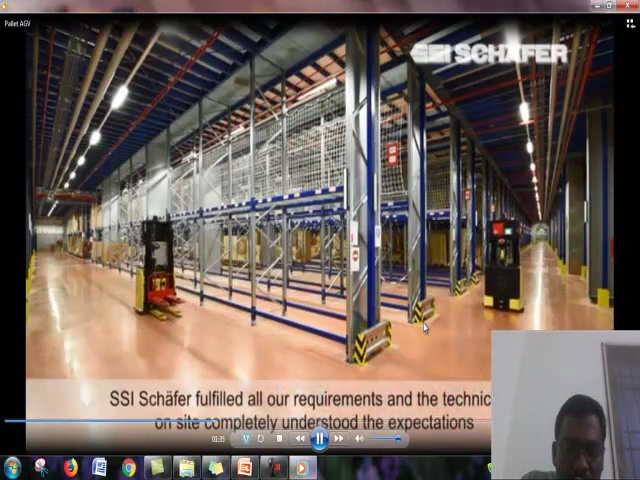 Pallet AGV
SSI SCHÄFER
SSI Schäfer fulfilled all our requirements and the technic
on site completely understood the expectations
01:35